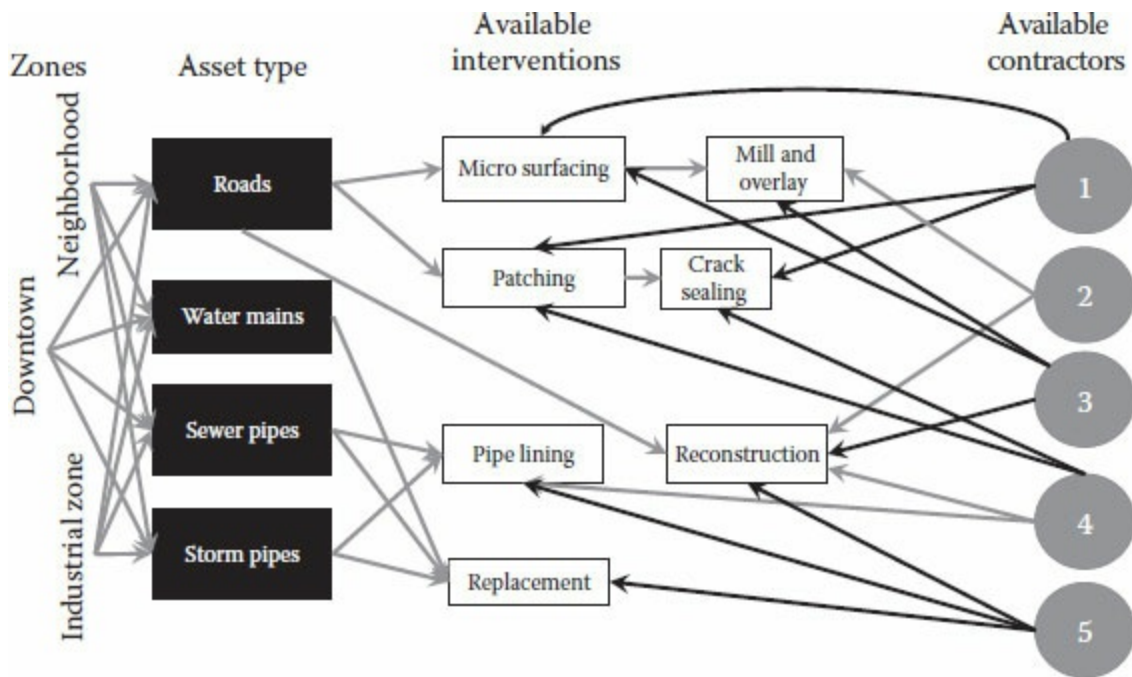 Zones
Asset type
Available
interventions
Available
contractors
Neighborhood
Downtown
Industrial zone
Roads
Water mains
Sewer pipes
Storm pipes
Micro surfacing
Mill and
overlay
Patching
Crack
sealing
Pipe lining
Reconstruction
Replacement
1
2
3
4
5